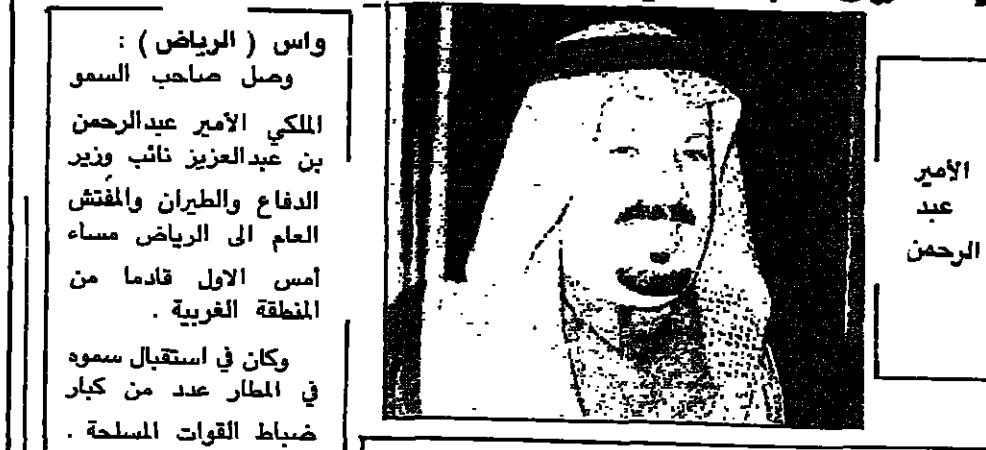 واس ( الرياض ) :
وصل صاحب السمو
الملكي الأمير عبدالرحمن
بن عبدالعزيز نائب وزير
الدفاع والطيران والمفتش
العام الى الرياض مساء
أمس الاول قادما من
المنطقة الغربية .
وكان في استقبال سموه
في المطار عدد من كبار
ضباط القوات المسلحة .
الأمير
عبد
الرحمن